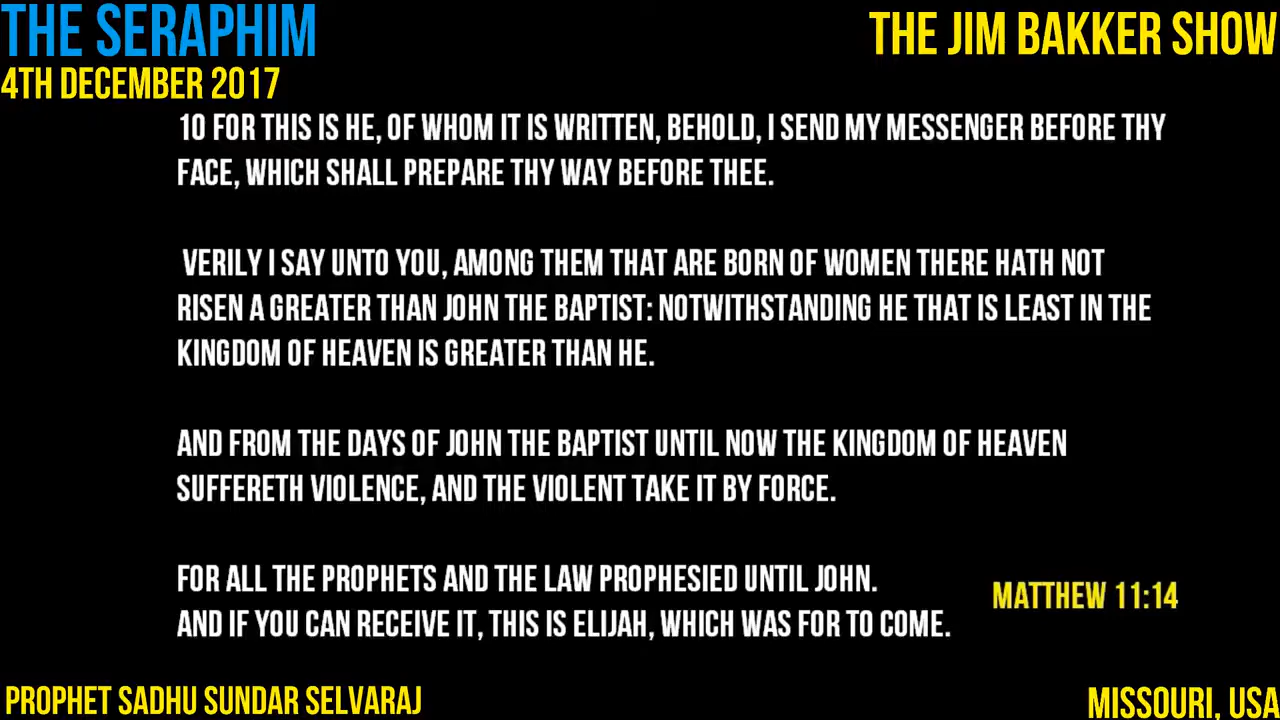 THE SERAPHIM
THE JIM BAKKER SHOW
4TH DECEMBER 2017
10 FOR THIS IS HE, OF WHOM IT IS WRITTEN, BEHOLD, I SEND MY MESSENGER BEFORE THY
FACE, WHICH SHALL PREPARE THY WAY BEFORE THEE.
VERILY I SAY UNTO YOU, AMONG THEM THAT ARE BORN OF WOMEN THERE HATH NOT
RISEN A GREATER THAN JOHN THE BAPTIST: NOTWITHSTANDING HE THAT IS LEAST IN THE
KINGDOM OF HEAVEN IS GREATER THAN HE.
AND FROM THE DAYS OF JOHN THE BAPTIST UNTIL NOW THE KINGDOM OF HEAVEN
SUFFERETH VIOLENCE, AND THE VIOLENT TAKE IT BY FORCE.
FOR ALL THE PROPHETS AND THE LAW PROPHESIED UNTIL JOHN.
AND IF YOU CAN RECEIVE IT, THIS IS ELIJAH, WHICH WAS FOR TO COME.
MATTHEW 11:14
PROPHET SADHU SUNDAR SELVARAJ
MISSOURI, USA